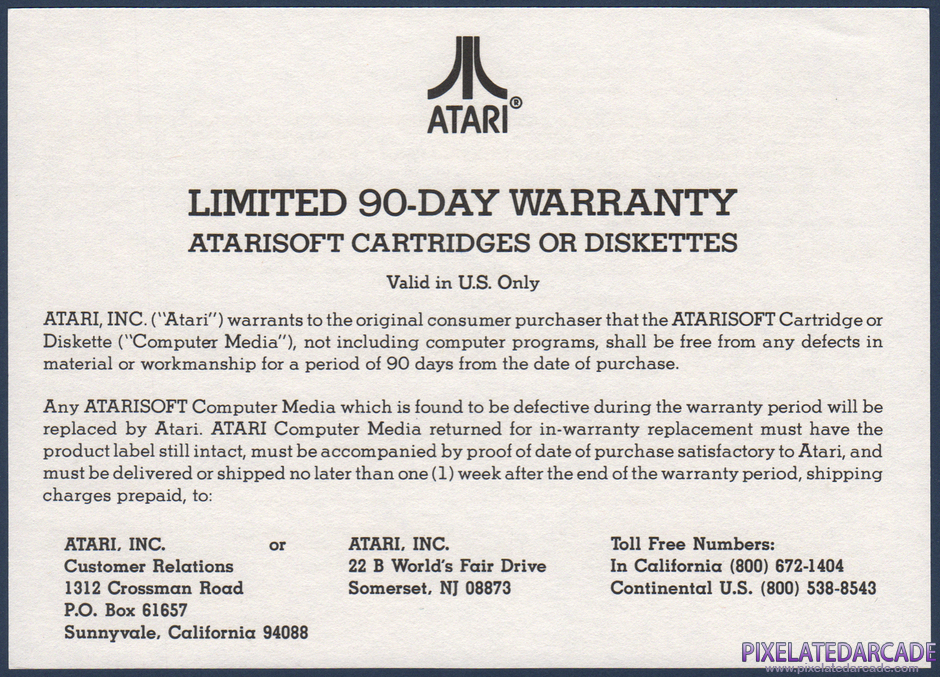 ATARI®
LIMITED 90-DAY WARRANTY
ATARISOFT CARTRIDGES OR DISKETTES
Valid in U.S. Only
ATARI, INC. ("Atari") warrants to the original consumer purchaser that the ATARISOFT Cartridge or
Diskette ("Computer Media"), not including computer programs, shall be free from any defects in
material or workmanship for a period of 90 days from the date of purchase.
Any ATARISOFT Computer Media which is found to be defective during the warranty period will be
replaced by Atari. ATARI Computer Media returned for in-warranty replacement must have the
product label still intact, must be accompanied by proof of date of purchase satisfactory to Atari, and
must be delivered or shipped no later than one (1) week after the end of the warranty period, shipping
charges prepaid, to:
ATARI, INC.
Customer Relations
1312 Crossman Road
P.O. Box 61657
Sunnyvale, California 94088
or
ATARI, INC.
22 B World's Fair Drive
Somerset, NJ 08873
Toll Free Numbers:
In California (800) 672-1404
Continental U.S. (800) 538-8543
PIXELATEDARCADE
www.pixelatedarcade.com